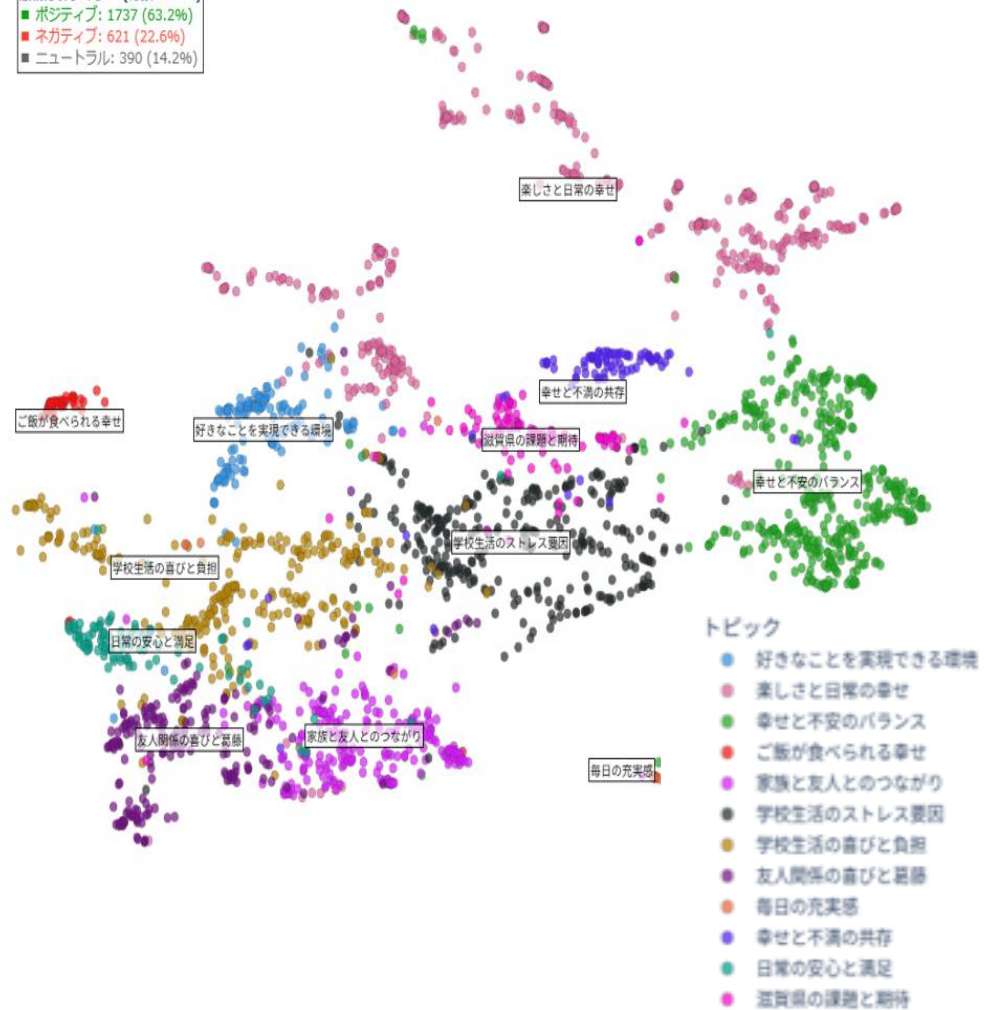 ポジティブ: 1737 (63.2%)
ネガティブ: 621 (22.6%)
ニュートラル: 390 (14.2%)
楽しさと日常の幸せ
幸せと不満の共存
ご飯が食べられる幸せ
好きなことを実現できる環境
滋賀県の課題と期待
幸せと不安のバランス
学校生活のストレス要因
学校生活の喜びと負担
日常の安心と満足
友人関係の喜びと葛藤
家族と友人とのつながり
毎日の充実感
トピック
好きなことを実現できる環境
楽しさと日常の幸せ
幸せと不安のバランス
ご飯が食べられる幸せ
家族と友人とのつながり
学校生活のストレス要因
学校生活の喜びと負担
友人関係の喜びと葛藤
毎日の充実感
幸せと不満の共存
日常の安心と満足
滋賀県の課題と期待